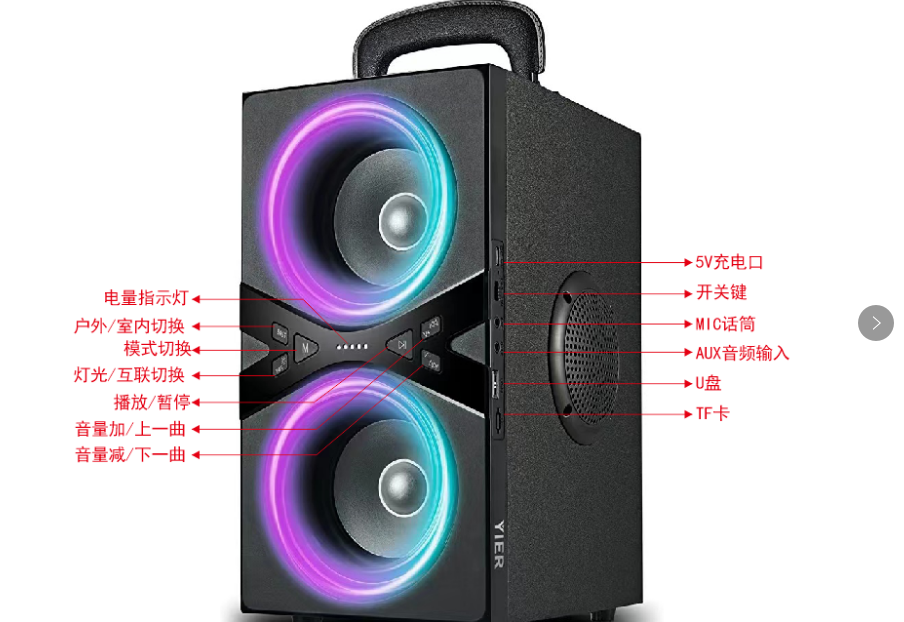 电量指示灯
户外/室内切换
模式切换
灯光/互联切换
播放/暂停
音量加/上一曲
音量减/下一曲
M
5V充电口
开关键
MIC话筒
AUX音频输入
U盘
TF卡
YIER